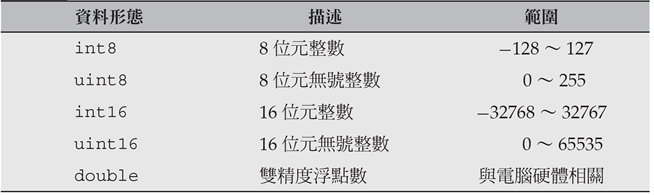 資料形態 描述 範圍
int8 8 位元整數 –128 ～ 127
uint8 8 位元無號整數 0 ～ 255
int16 16 位元整數 –32768 ～ 32767
uint16 16 位元無號整數 0 ～ 65535
double 雙精度浮點數 與電腦硬體相關